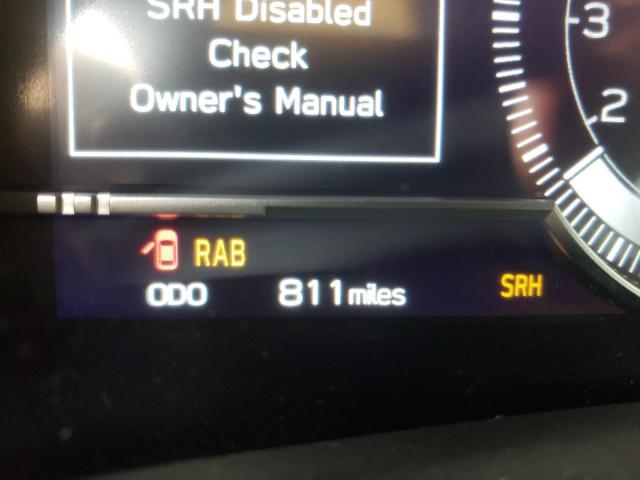 SRH Disabled
Check
Owner's Manual
3
2
RAB
ODO 811 miles SRH